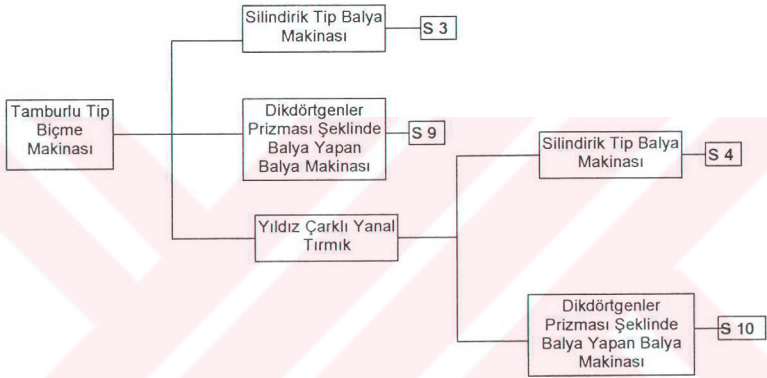 Silindirik Tip Balya
Makinası
S 3
Tamburlu Tip
Biçme
Makinası
Dikdörtgenler
Prizması Şeklinde
Balya Yapan
Balya Makinası
S 9
Silindirik Tip Balya
Makinası
S 4
Yıldız Çarklı Yanal
Tırmık
Dikdörtgenler
Prizması Şeklinde
Balya Yapan Balya
Makinası
S 10